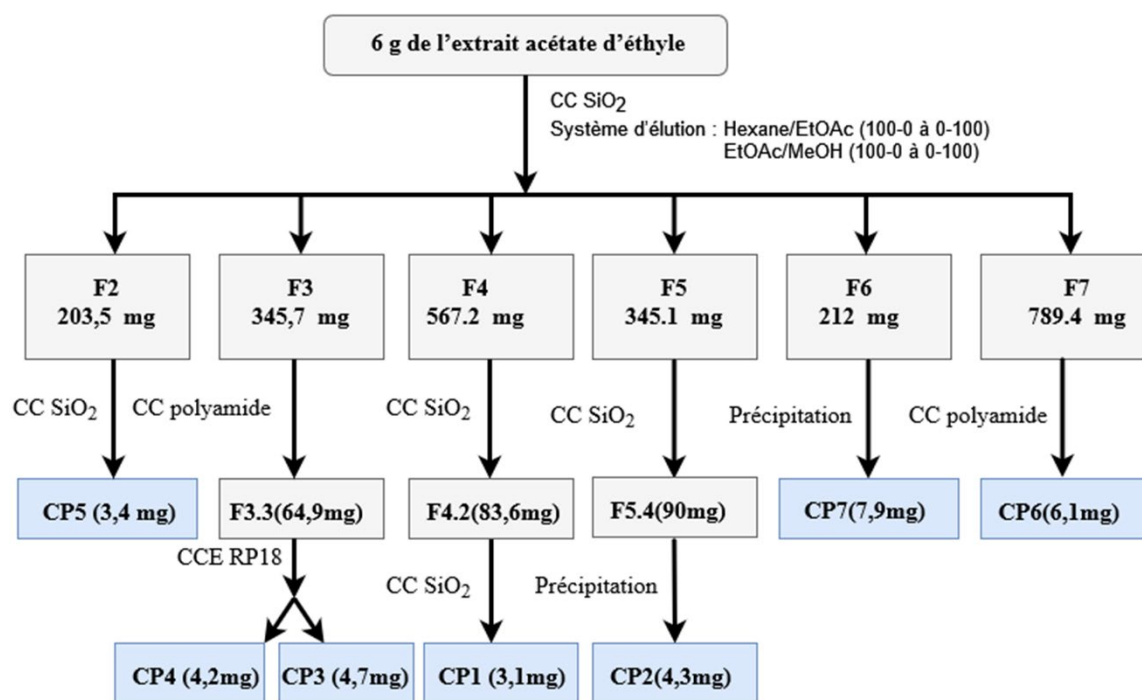 6 g de l'extrait acétate d'éthyle
CC SiO2
Système d'élution : Hexane/EtOAc (100-0 à 0-100)
EtOAc/MeOH (100-0 à 0-100)
F2
203,5 mg
F3
345,7 mg
F4
567.2 mg
F5
345.1 mg
F6
212 mg
F7
789.4 mg
CC SiO2
CC polyamide
CC SiO2
CC SiO2
Précipitation
CC polyamide
CP5 (3,4 mg)
F3.3(64,9mg)
F4.2(83,6mg)
F5.4(90mg)
CP7(7,9mg)
CP6(6,1mg)
CCE RP18
CC SiO2
Précipitation
CP4 (4,2mg)
CP3 (4,7mg)
CP1 (3,1mg)
CP2(4,3mg)